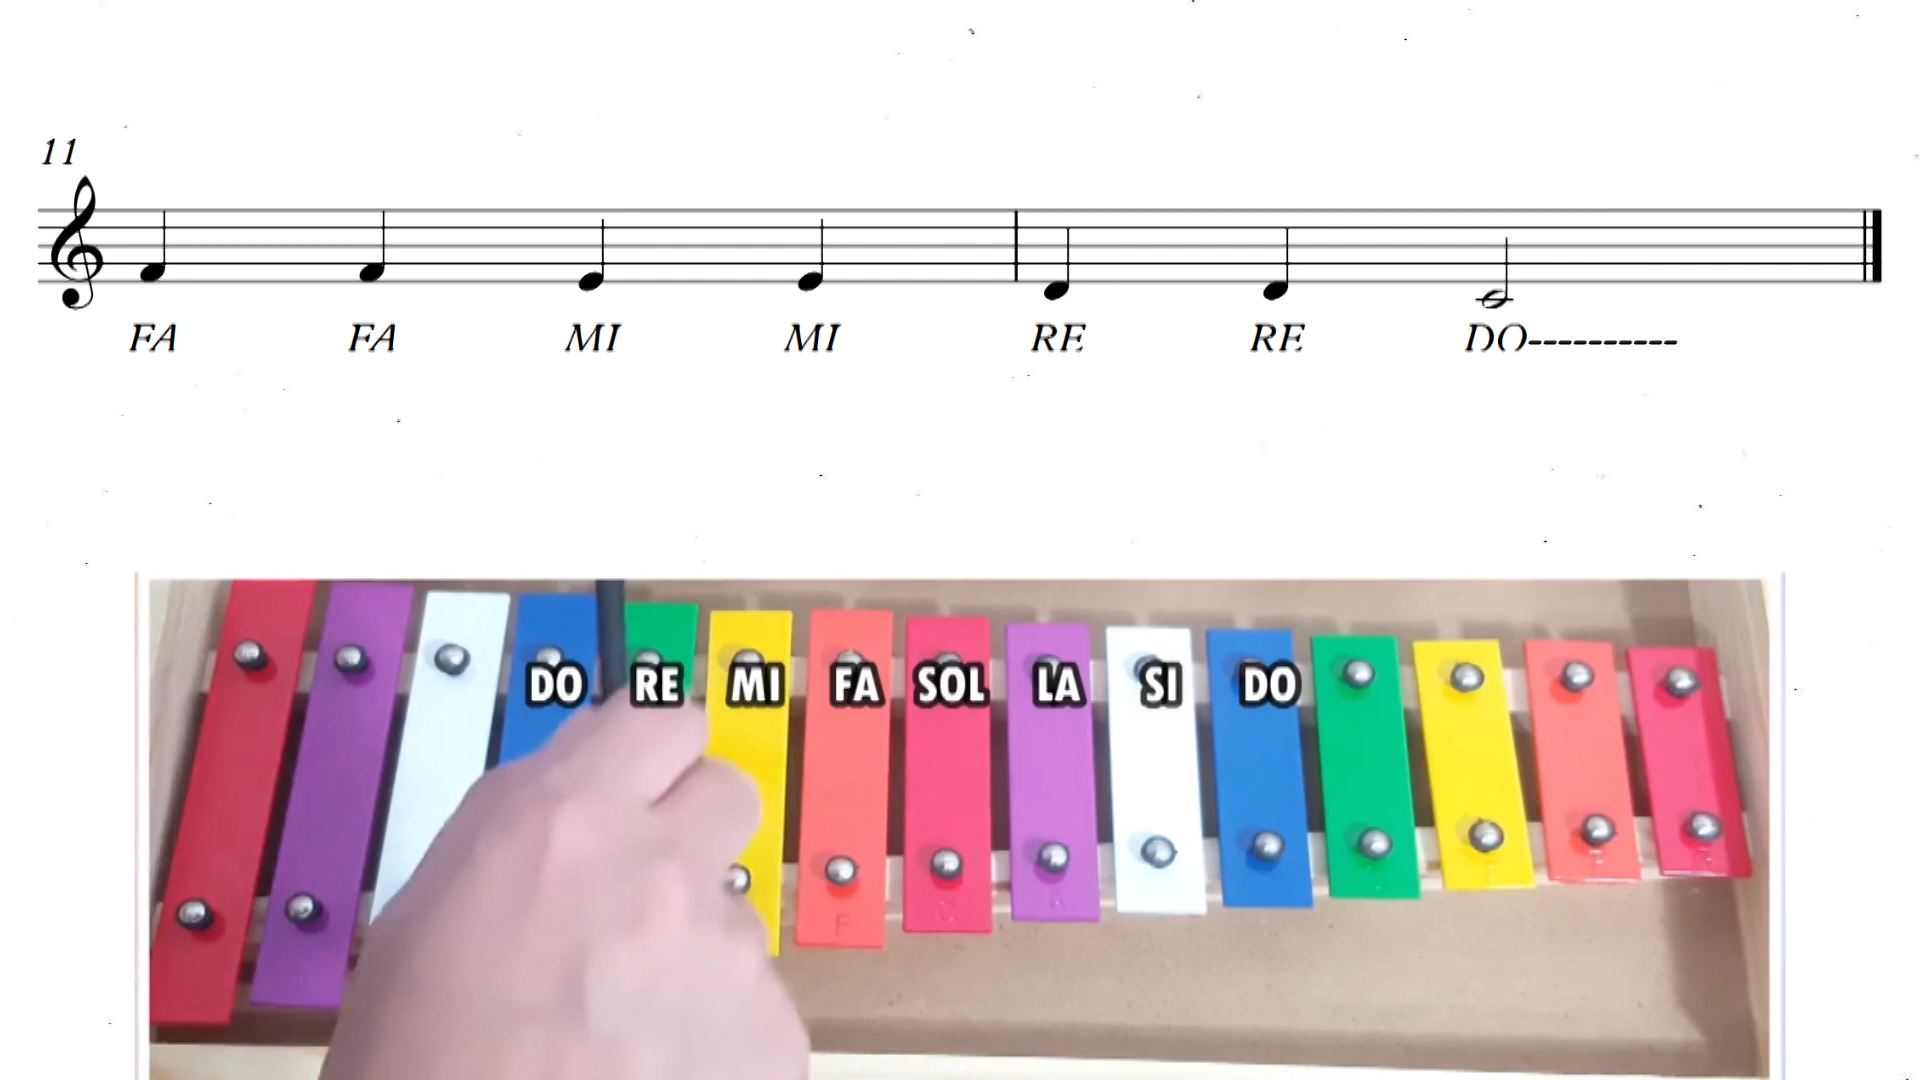 11
FA FA MI MI RE RE DO----------
DO RE MI FA SOL LA SI DO
F